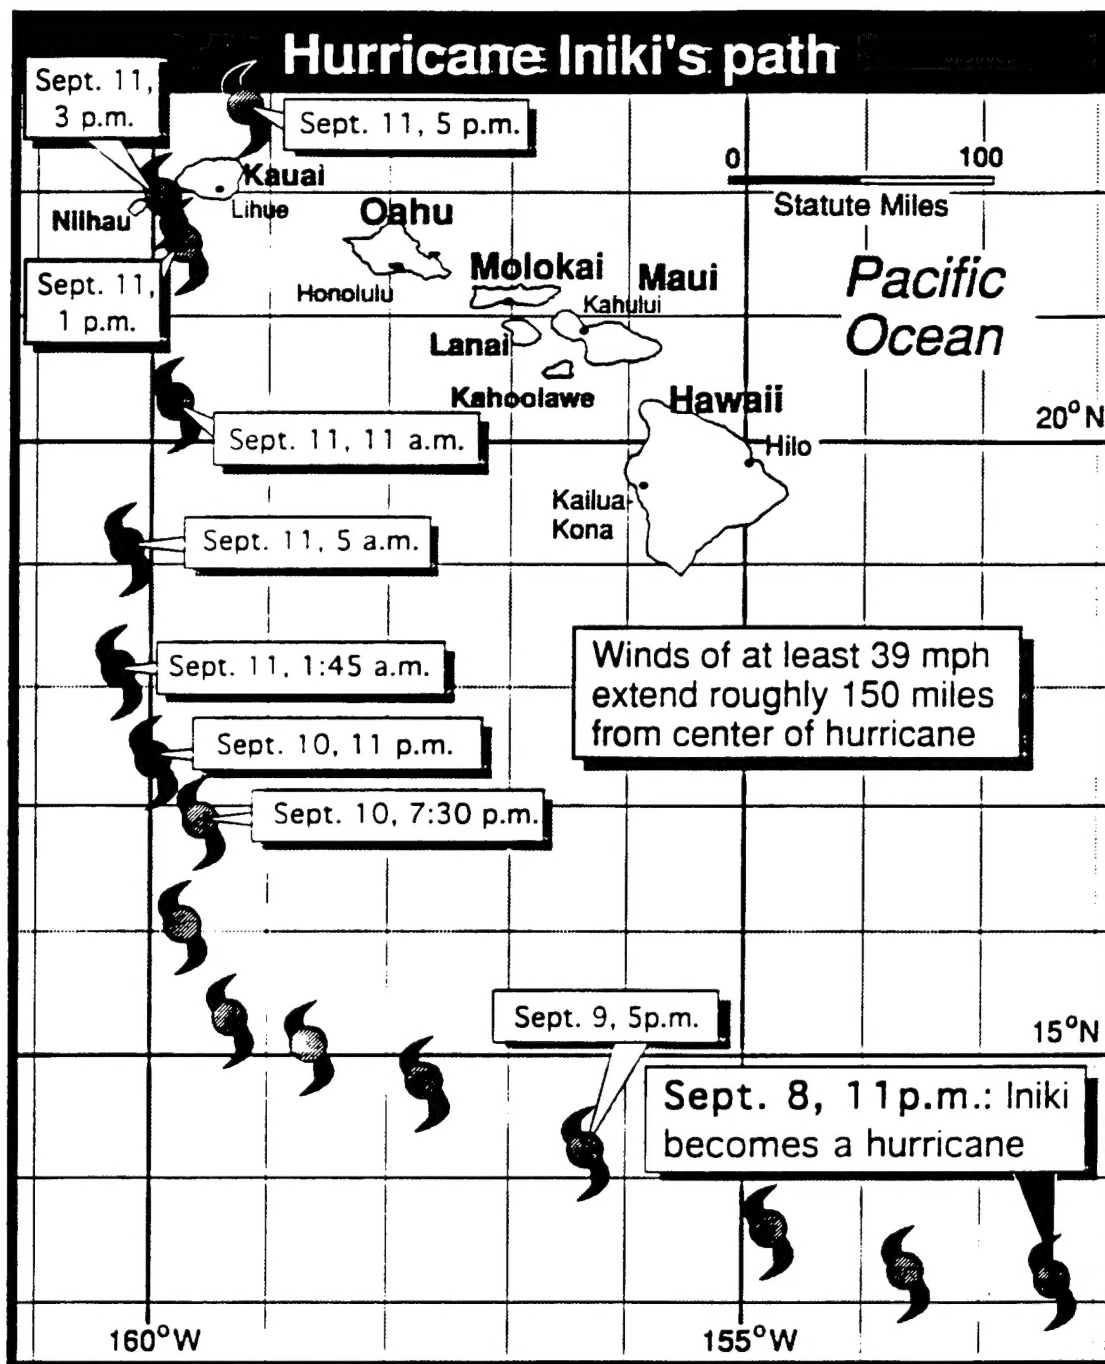 Hurricane Iniki's path
Sept. 11,
3 p.m.
Sept. 11, 5 p.m.
0 100
Statute Miles
Kauai
Lihue
Niihau
Oahu
Honolulu
Molokai
Maui
Kahului
Lanai
Kahoolawe
Pacific
Ocean
Sept. 11,
1 p.m.
Hawaii
20°N
Hilo
Kailua-
Kona
Sept. 11, 11 a.m.
Sept. 11, 5 a.m.
Sept. 11, 1:45 a.m.
Winds of at least 39 mph
extend roughly 150 miles
from center of hurricane
Sept. 10, 11 p.m.
Sept. 10, 7:30 p.m.
Sept. 9, 5p.m.
15°N
Sept. 8, 11p.m.: Iniki
becomes a hurricane
160°W
155°W